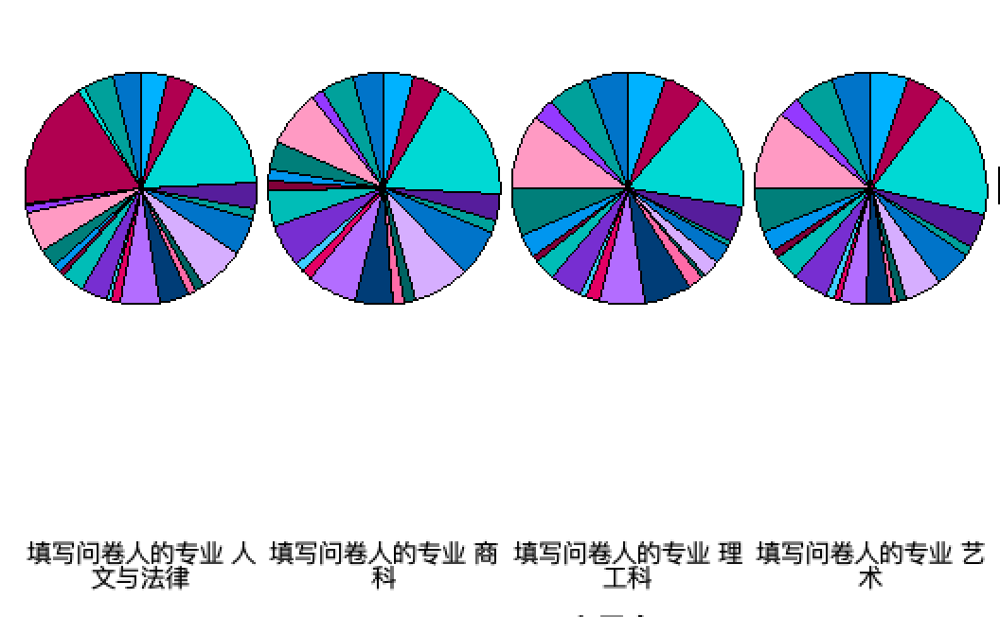 填写问卷人的专业 人
文与法律
填写问卷人的专业 商
科
填写问卷人的专业 理
工科
填写问卷人的专业 艺
术